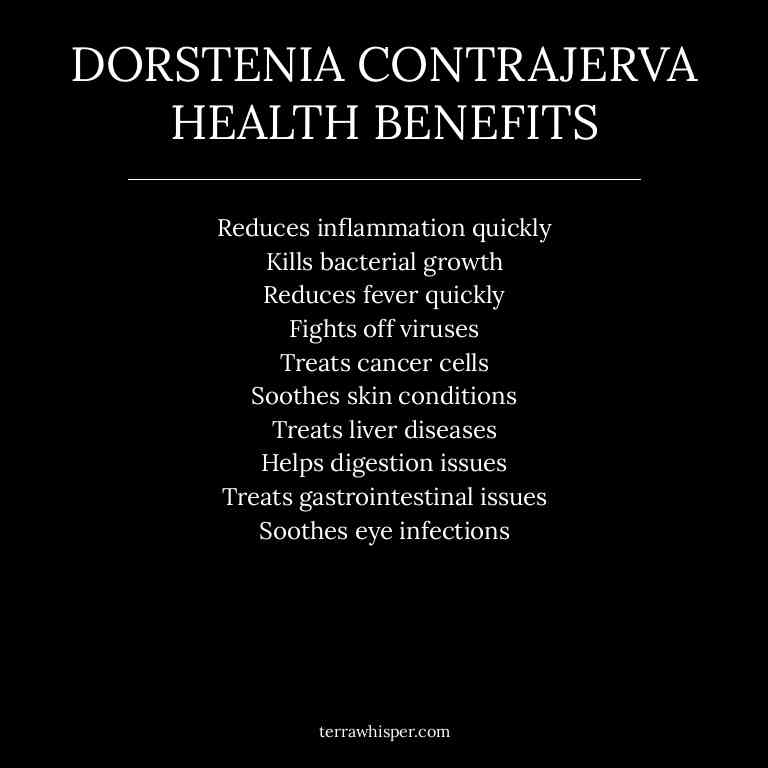 DORSTENIA CONTRAJERVA
HEALTH BENEFITS
Reduces inflammation quickly
Kills bacterial growth
Reduces fever quickly
Fights off viruses
Treats cancer cells
Soothes skin conditions
Treats liver diseases
Helps digestion issues
Treats gastrointestinal issues
Soothes eye infections
terrawhisper.com